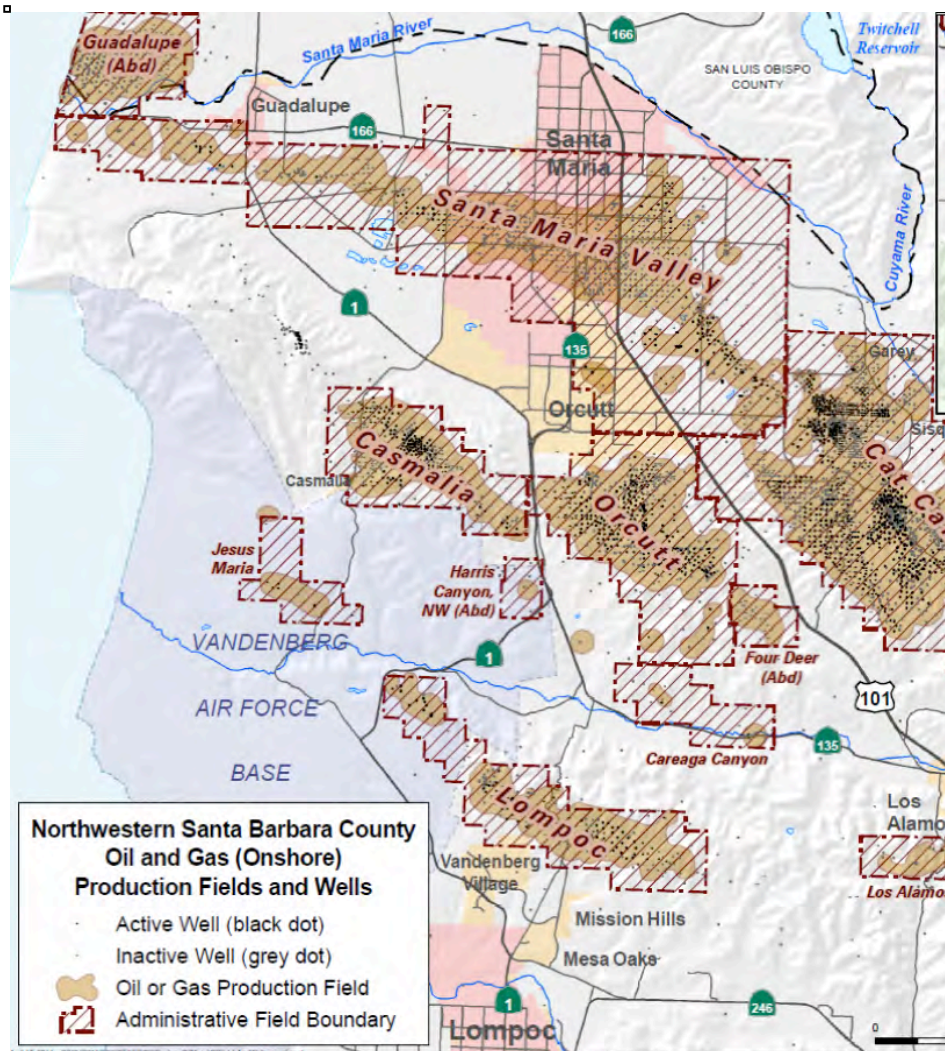 Guadalupe
(Abd)
Santa Maria River
166
Twitchell
Reservoir
SAN LUIS OBISPO
COUNTY
Guadalupe
166
Santa
Maria
Cuyama River
Santa Maria Valley
1
135
Garey
Orcutt
Casmalia
Casmalia
Orcutt
Jesus
Maria
Harris
Canyon,
NW (Abd)
VANDENBERG
1
Four Deer
(Abd)
AIR FORCE
101
135
Careaga Canyon
BASE
Los
Lompoc
Northwestern Santa Barbara County
Oil and Gas (Onshore)
Production Fields and Wells
Active Well (black dot)
Inactive Well (grey dot)
Oil or Gas Production Field
Administrative Field Boundary
Vandenberg
Village
Mission Hills
Mesa Oaks
1
246
Lompoc
0